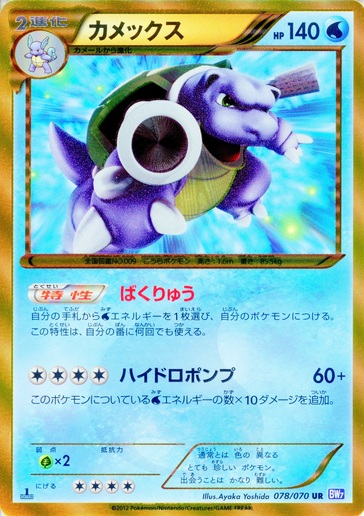 2進化 カメックス HP140
カメールから進化
全国図鑑NO.009 こうらポケモン 高さ：1.6m 重さ：85.5kg
特性 ばくりゅう
自分の手札からエネルギーを1枚選び、自分のポケモンにつける。
この特性は、自分の番に何回でも使える。
ハイドロポンプ 60+
このポケモンについているエネルギーの数×10ダメージを追加。
弱点 抵抗力
×2
にげる
通常とは 色の 異なる
とても 珍しい ポケモン。
出会うことは かなり 難しい。
1
Illus.Ayaka Yoshida 078/070 UR BW7
©2012 Pokémon/Nintendo/Creatures/GAME FREAK.